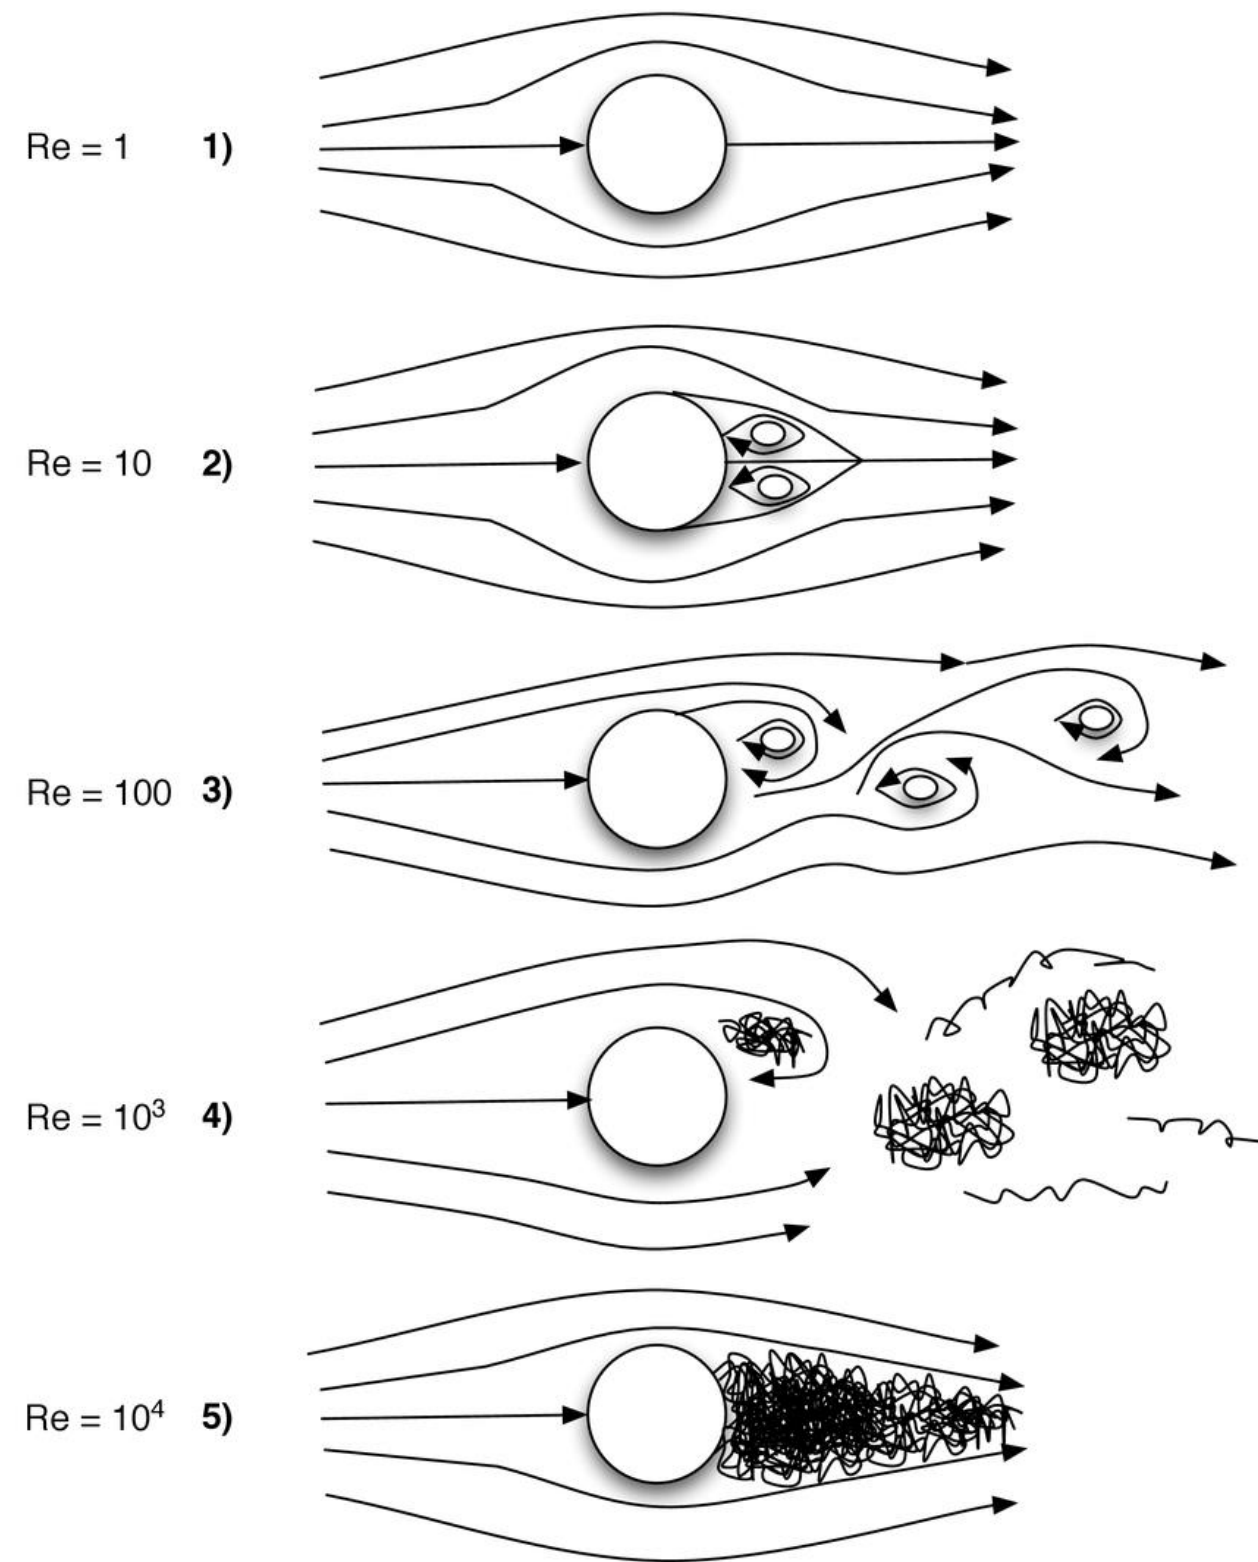 Re = 1 1)
Re = 10 2)
Re = 100 3)
Re = 10³ 4)
Re = 10⁴ 5)